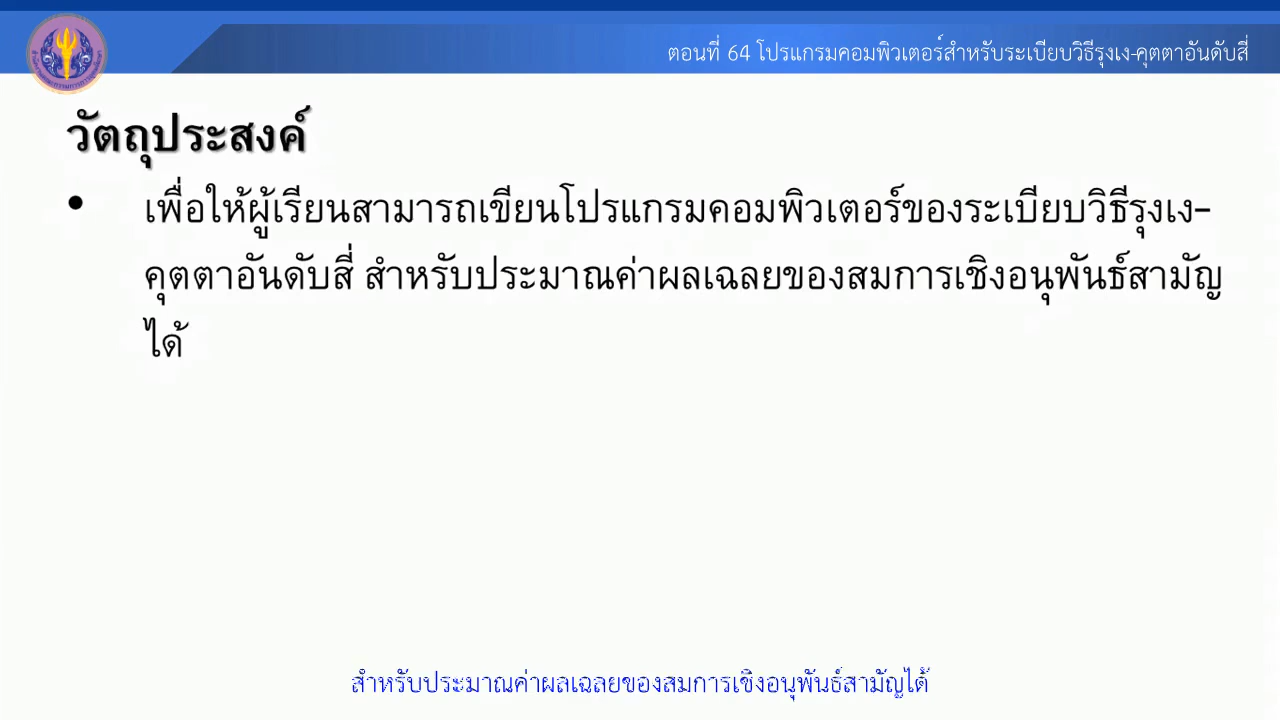 ตอนที่ 64 โปรแกรมคอมพิวเตอร์สำหรับระเบียบวิธีรุงเง-คุตตาอันดับสี่
วัตถุประสงค์
• เพื่อให้ผู้เรียนสามารถเขียนโปรแกรมคอมพิวเตอร์ของระเบียบวิธีรุงเง-
คุตตาอันดับสี่ สำหรับประมาณค่าผลเฉลยของสมการเชิงอนุพันธ์สามัญ
ได้
สำหรับประมาณค่าผลเฉลยของสมการเชิงอนุพันธ์สามัญได้